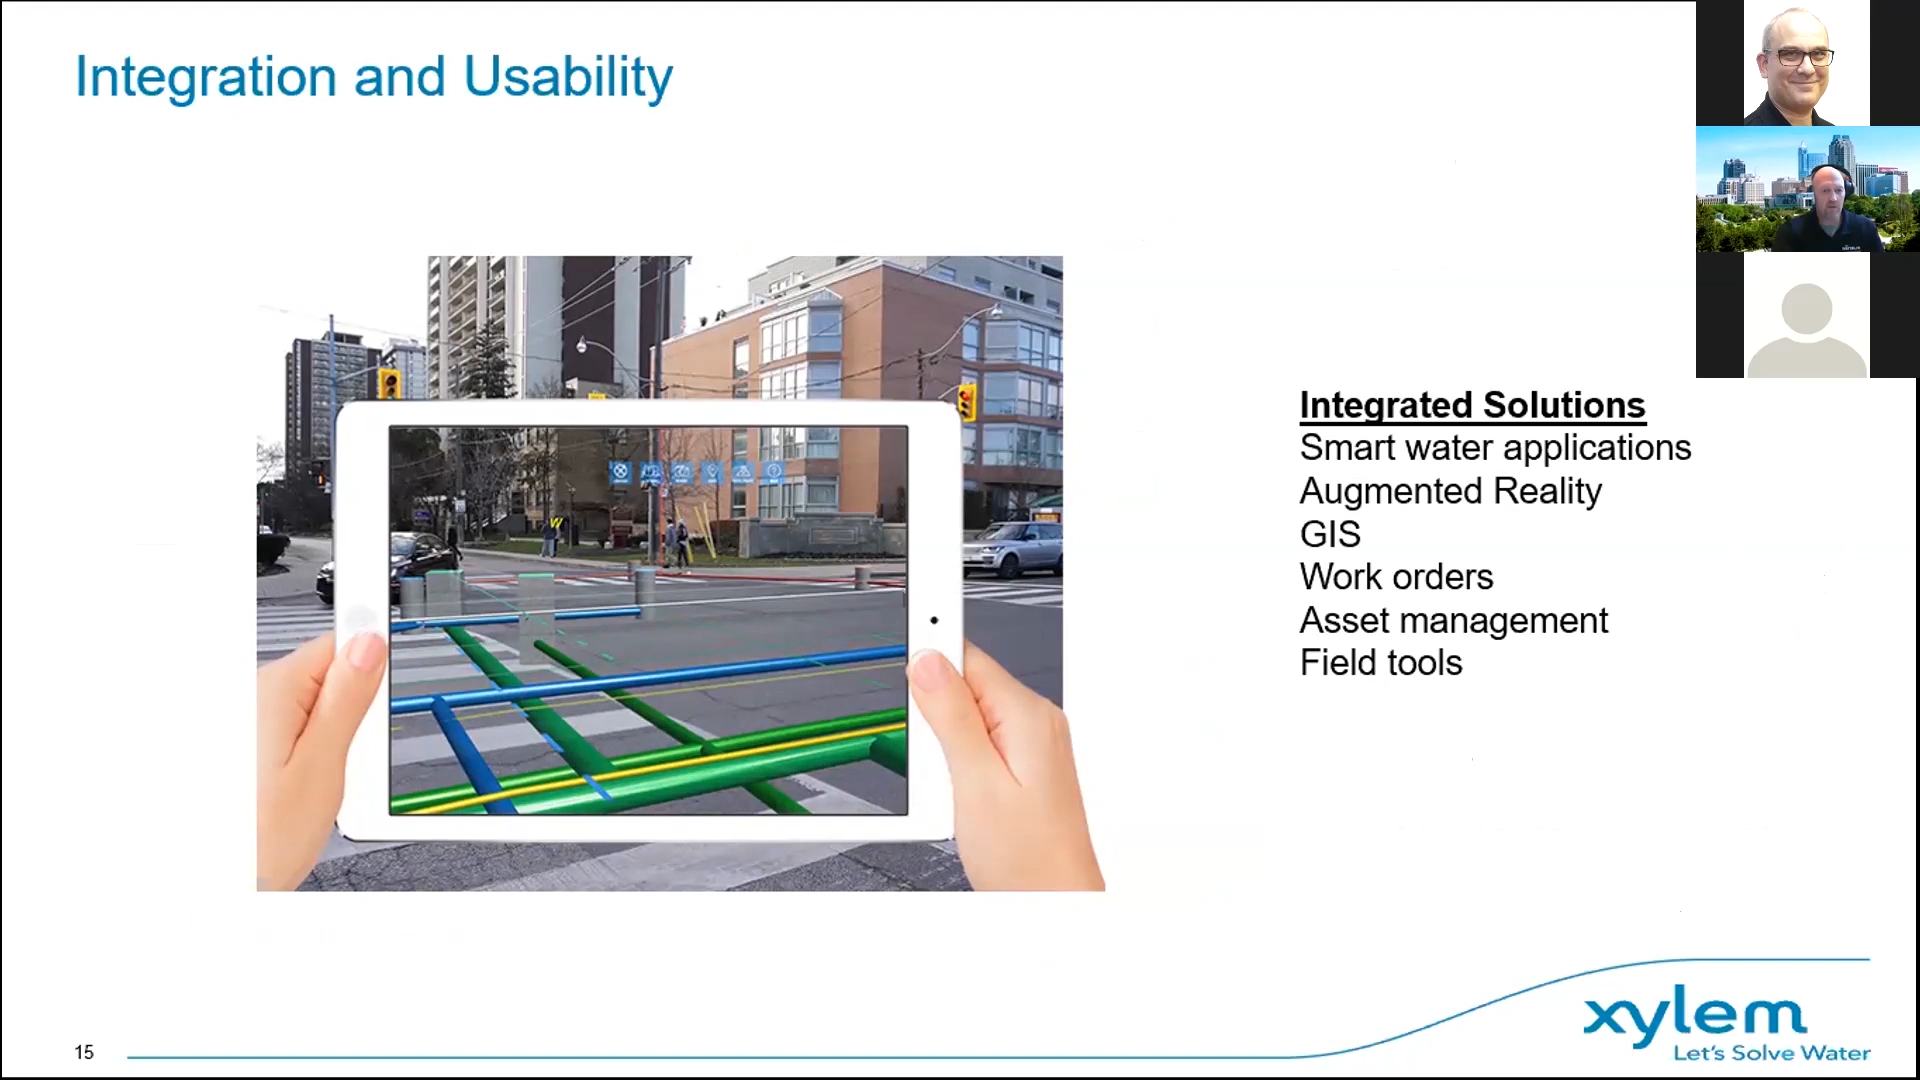 Integration and Usability
W
Integrated Solutions
Smart water applications
Augmented Reality
GIS
Work orders
Asset management
Field tools
xylem
Let's Solve Water
15